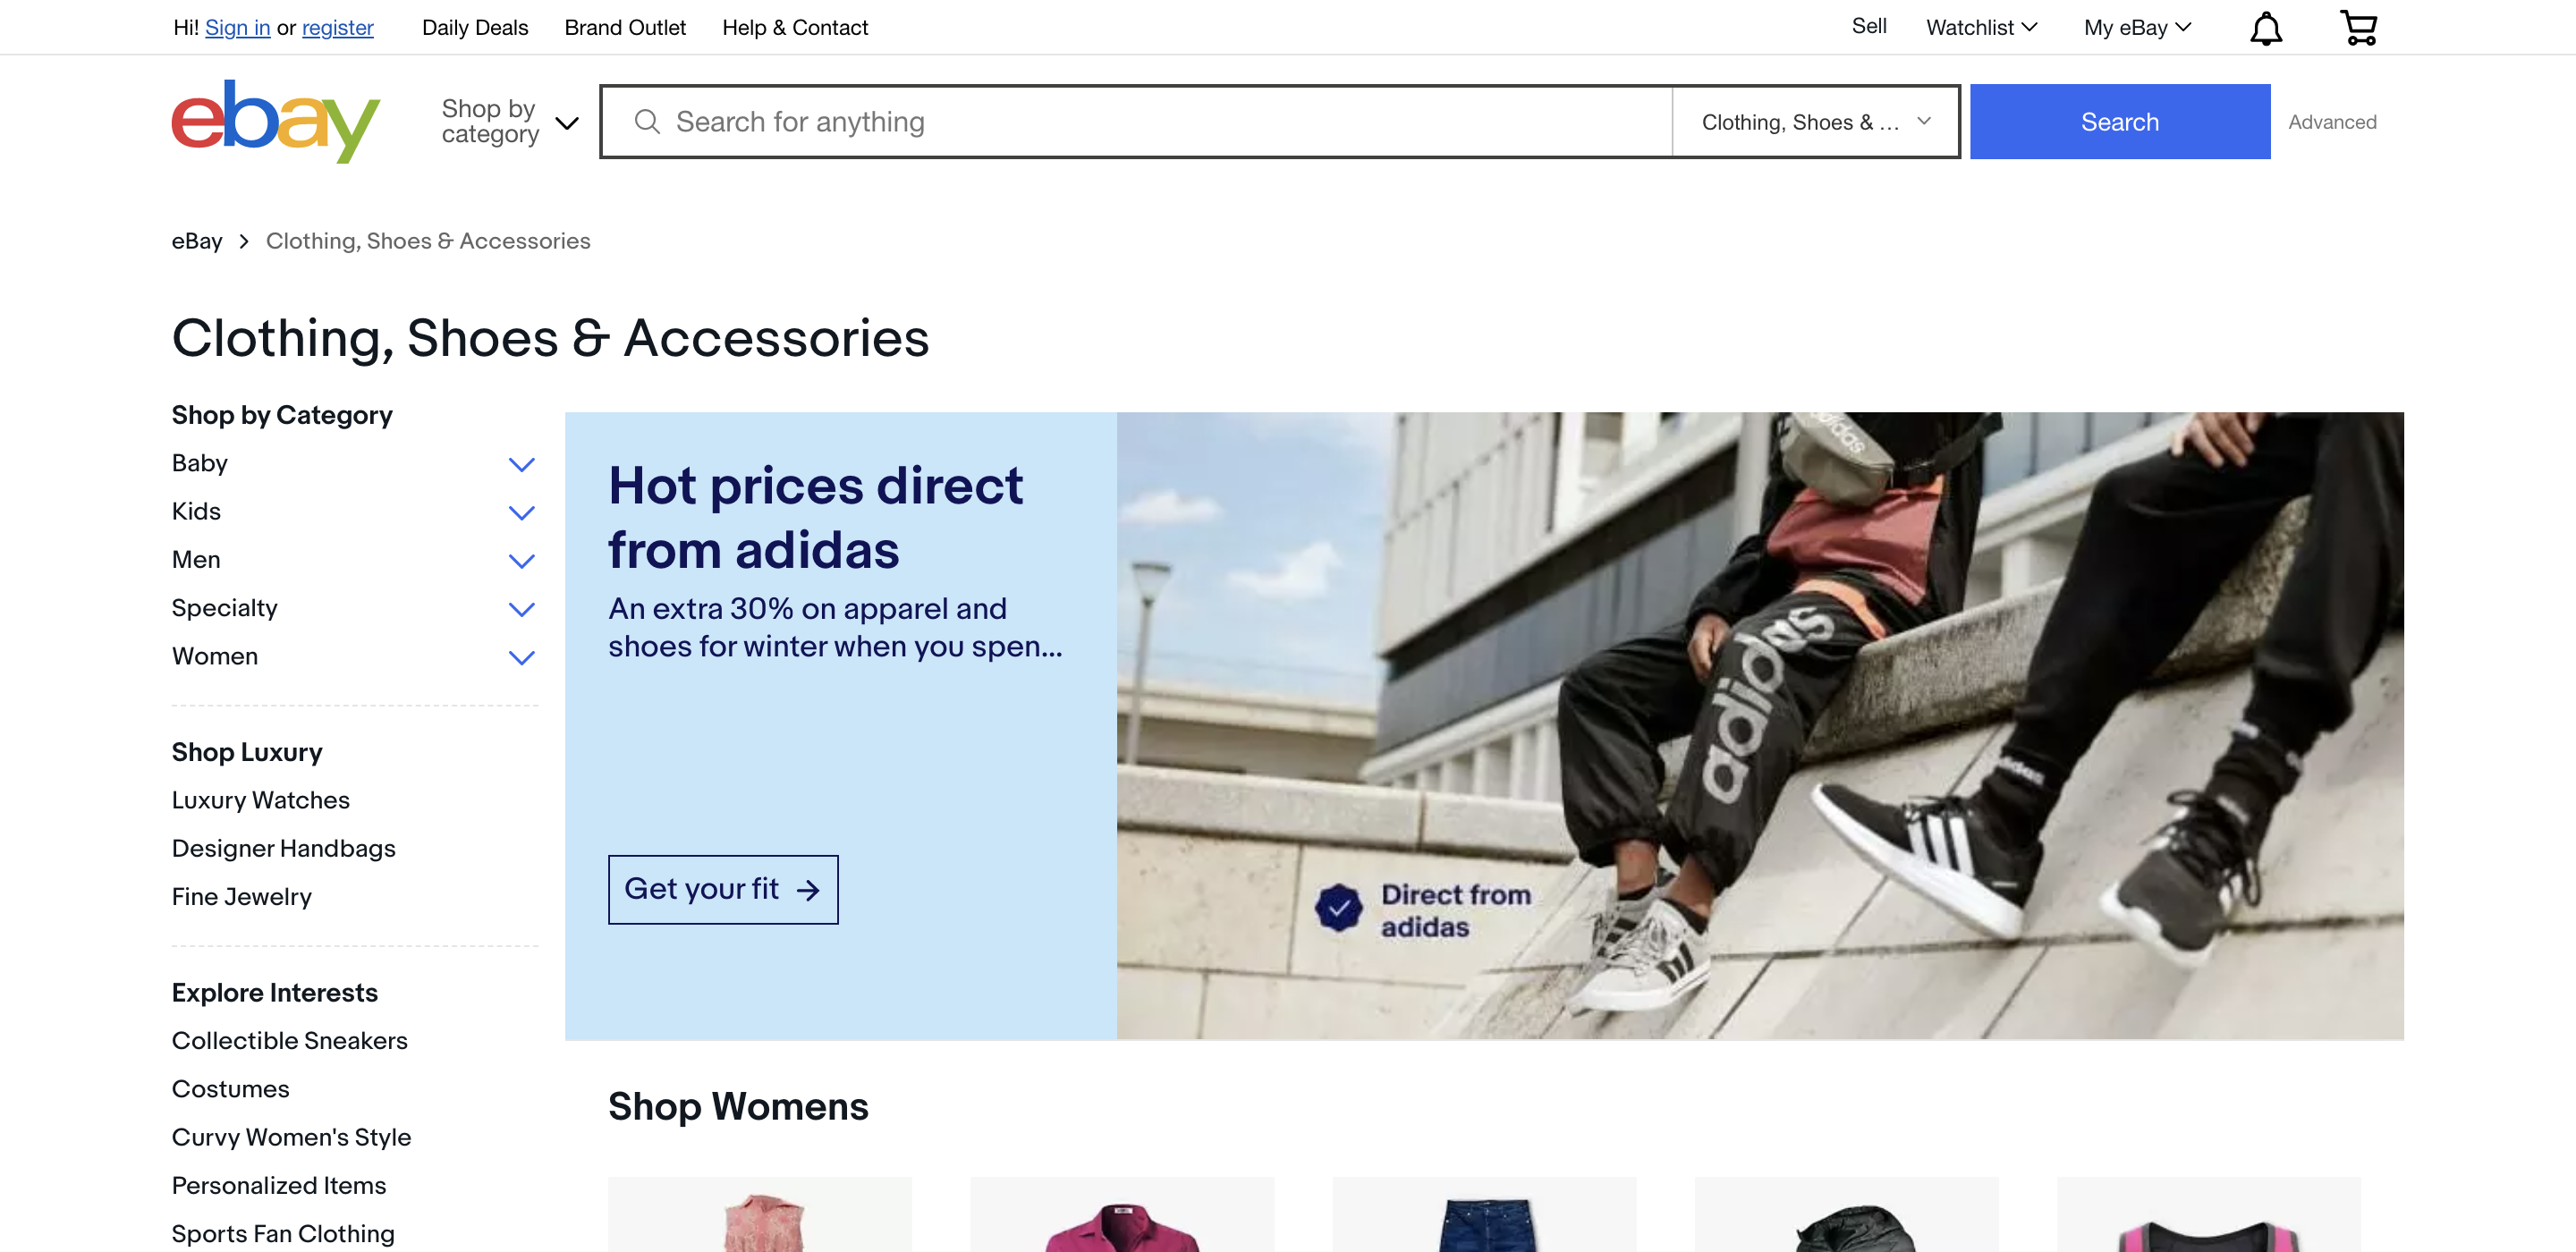 Hi! Sign in or register Daily Deals Brand Outlet Help & Contact Sell Watchlist My eBay
ebay
Shop by
category
Search for anything
Clothing, Shoes & ...
Search
Advanced
eBay Clothing, Shoes & Accessories
Clothing, Shoes & Accessories
Shop by Category
Baby
Kids
Men
Specialty
Women
Shop Luxury
Luxury Watches
Designer Handbags
Fine Jewelry
Explore Interests
Collectible Sneakers
Costumes
Curvy Women's Style
Personalized Items
Sports Fan Clothing
Hot prices direct
from adidas
An extra 30% on apparel and
shoes for winter when you spen...
Get your fit
adidas
adidas
Direct from
adidas
Shop Womens